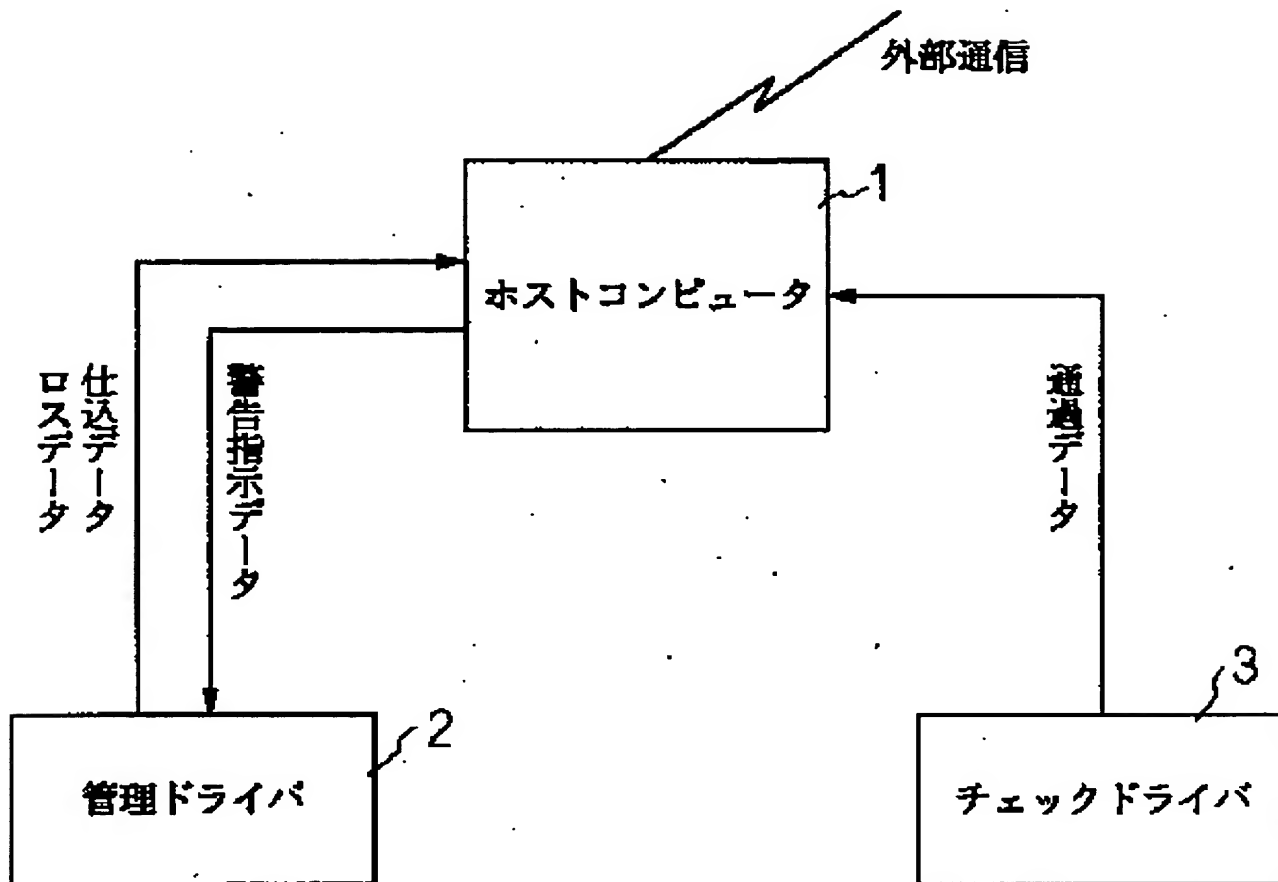 外部通信
1
ホストコンピュータ
仕込データ
ロスデータ
警告指示データ
通過データ
2
管理ドライバ
3
チェックドライバ